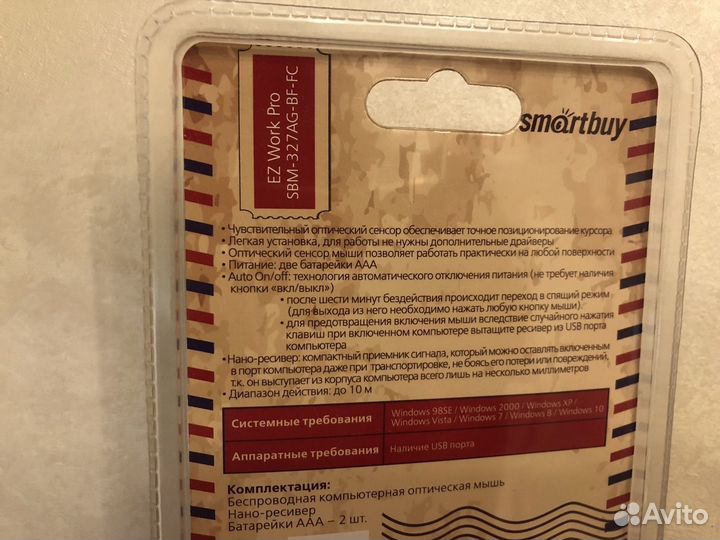 EZ Work Pro
SBM-327AG-BF-FC
smartbuy
• Чувствительный оптический сенсор обеспечивает точное позиционирование курсора
• Легкая установка, для работы не нужны дополнительные драйверы
• Оптический сенсор мыши позволяет работать практически на любой поверхности
• Питание: две батарейки ААА
• Auto On/off: технология автоматического отключения питания (не требует наличия
кнопки «вкл/выкл»)
• после шести минут бездействия происходит переход в спящий режим
(для выхода из него необходимо нажать любую кнопку мыши).
• для предотвращения включения мыши вследствие случайного нажатия
клавиш при включенном компьютере вытащите ресивер из USB порта
компьютера
• Нано-ресивер: компактный приемник сигнала, который можно оставлять включенным
в порт компьютера даже при транспортировке, не боясь его потери или повреждений,
т.к. он выступает из корпуса компьютера всего лишь на несколько миллиметров
• Диапазон действия: до 10 м
Системные требования
Windows 98SE / Windows 2000 / Windows XP /
Windows Vista / Windows 7 / Windows 8 / Windows 10
Аппаратные требования
Наличие USB порта
Комплектация:
Беспроводная компьютерная оптическая мышь
Нано-ресивер
Батарейки ААА – 2 шт.
Avito